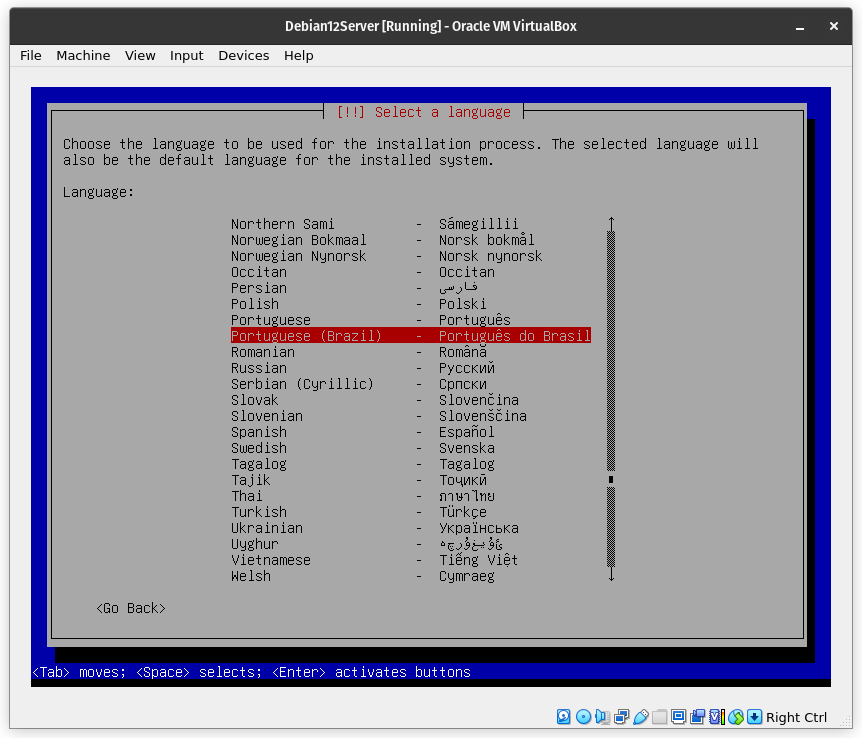 Debian12Server [Running] - Oracle VM VirtualBox
File Machine View Input Devices Help
[!!] Select a language
Choose the language to be used for the installation process. The selected language will
also be the default language for the installed system.
Language:
Northern Sami - Sámegillii
Norwegian Bokmaal - Norsk bokmål
Norwegian Nynorsk - Norsk nynorsk
Occitan - Occitan
Persian - فارسی
Polish - Polski
Portuguese - Português
Portuguese (Brazil) - Português do Brasil
Romanian - Română
Russian - Русский
Serbian (Cyrillic) - Српски
Slovak - Slovenčina
Slovenian - Slovenščina
Spanish - Español
Swedish - Svenska
Tagalog - Tagalog
Tajik - Тоҷикӣ
Thai - ภาษาไทย
Turkish - Türkçe
Ukrainian - Українська
Uyghur - ئۇيغۇرچە
Vietnamese - Tiếng Việt
Welsh - Cymraeg
<Go Back>
<Tab> moves; <Space> selects; <Enter> activates buttons
Right Ctrl